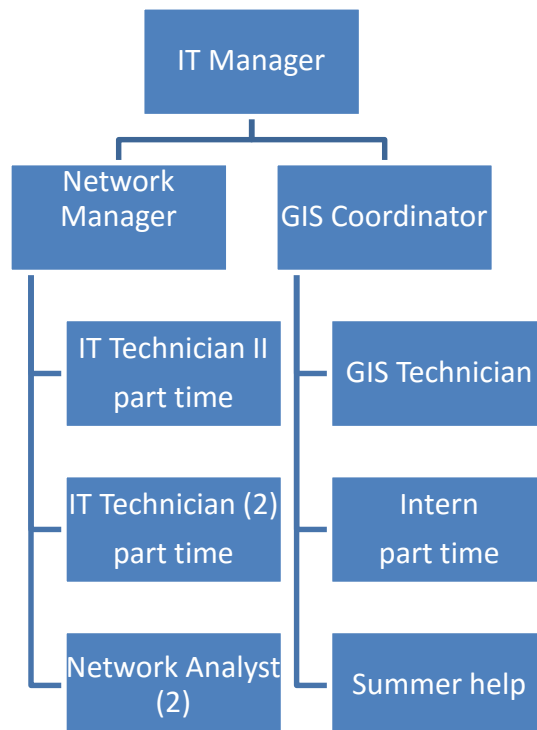 IT Manager
Network
Manager
GIS Coordinator
IT Technician II
part time
GIS Technician
IT Technician (2)
part time
Intern
part time
Network Analyst
(2)
Summer help